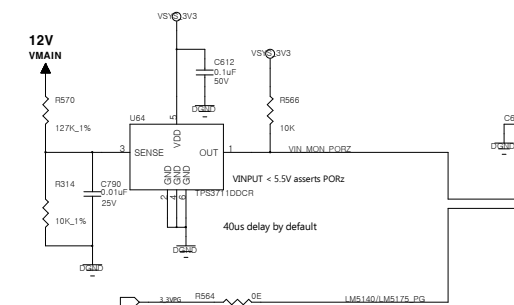 VSYS_3V3
12V
VMAIN
C612
0.1uF
50V
VSYS_3V3
DGND
R570
127K_1%
U64
5
VDD
R566
10K
C6
DGND
3
SENSE
OUT
1
VIN_MON_PORZ
GND
GND
GND
2
4
6
TPS3711DDCR
VINPUT < 5.5V asserts PORz
R314
10K_1%
C790
0.01uF
25V
40us delay by default
DGND
DGND
3_3VPG
R564
0E
LM5140/LM5175_PG